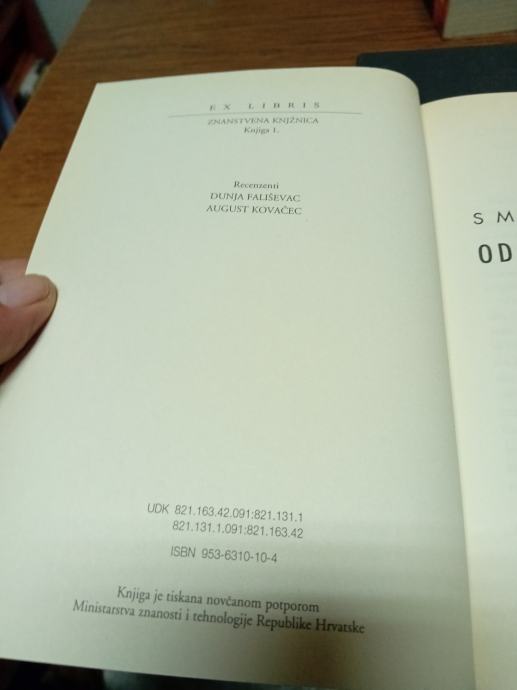 EX LIBRIS
ZNANSTVENA KNJŽNICA
Knjiga 1.
Recenzenti
DUNJA FALIŠEVAC
AUGUST KOVAČEC
UDK 821.163.42.091:821.131.1
821.131.1.091:821.163.42
ISBN 953-6310-10-4
Knjiga je tiskana novčanom potporom
Ministarstva znanosti i tehnologije Republike Hrvatske
S M
OD